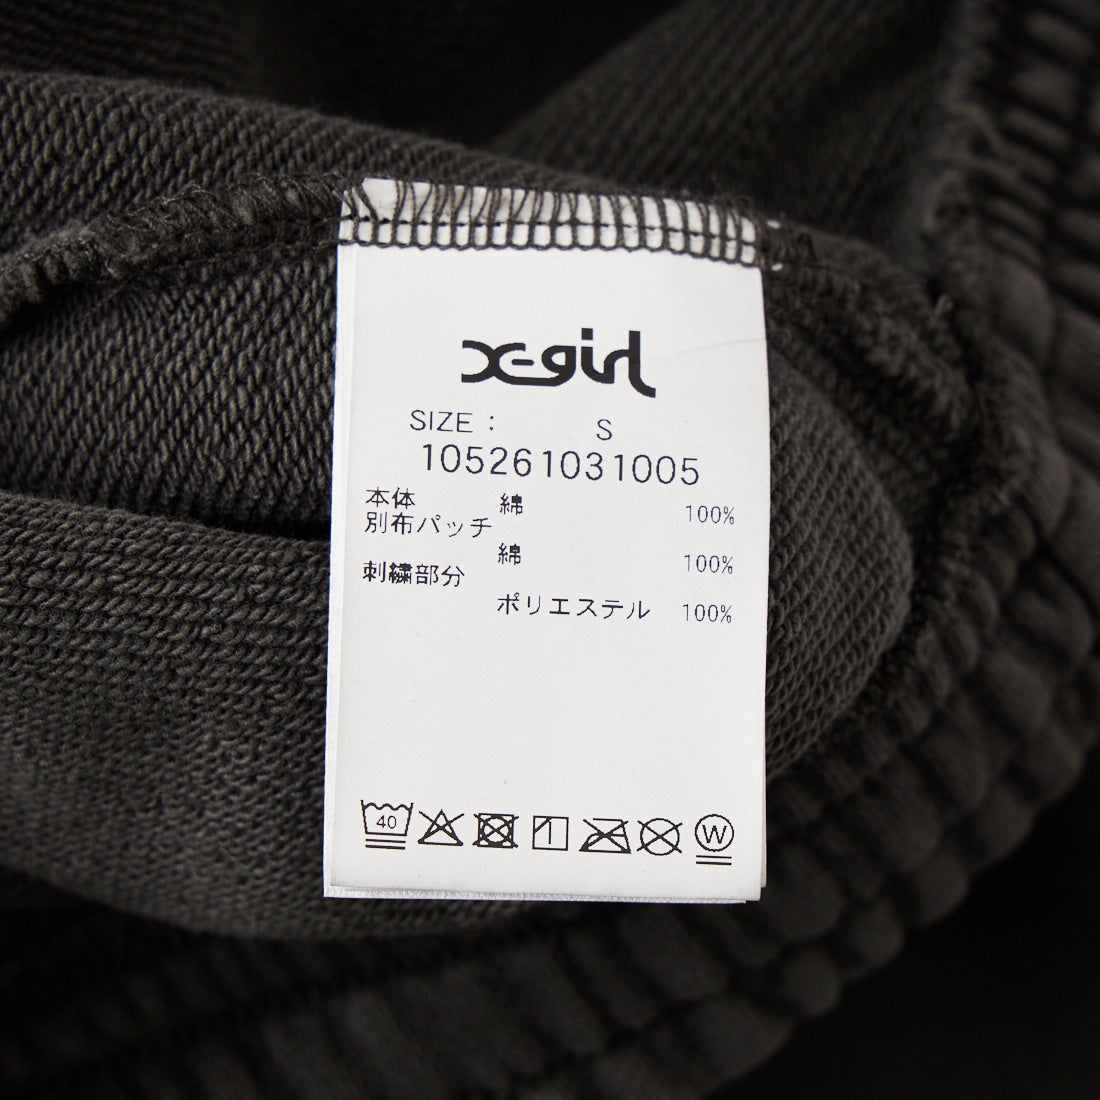 X-girl
SIZE : S
105261031005
本体 綿 100%
別布パッチ
綿 100%
刺繍部分
ポリエステル 100%
40
W